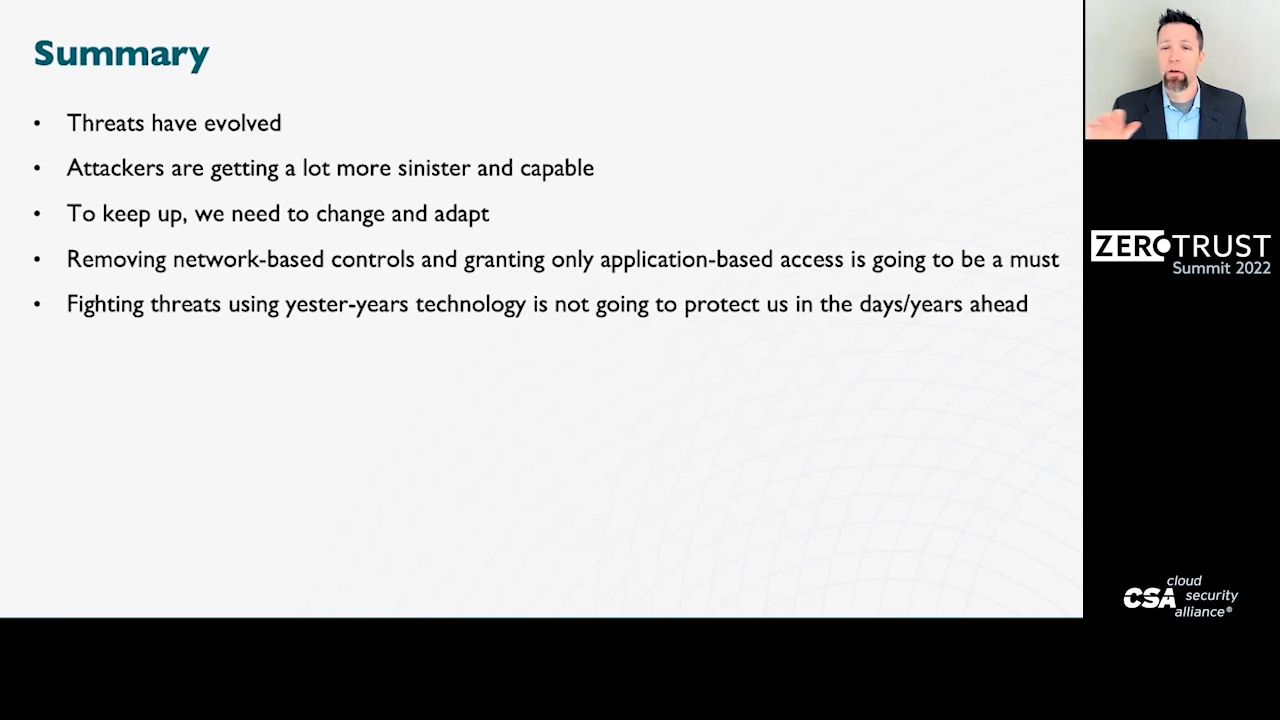 Summary
• Threats have evolved
• Attackers are getting a lot more sinister and capable
• To keep up, we need to change and adapt
• Removing network-based controls and granting only application-based access is going to be a must
• Fighting threats using yester-years technology is not going to protect us in the days/years ahead
ZEROTRUST
Summit 2022
CSA cloud
security
alliance®